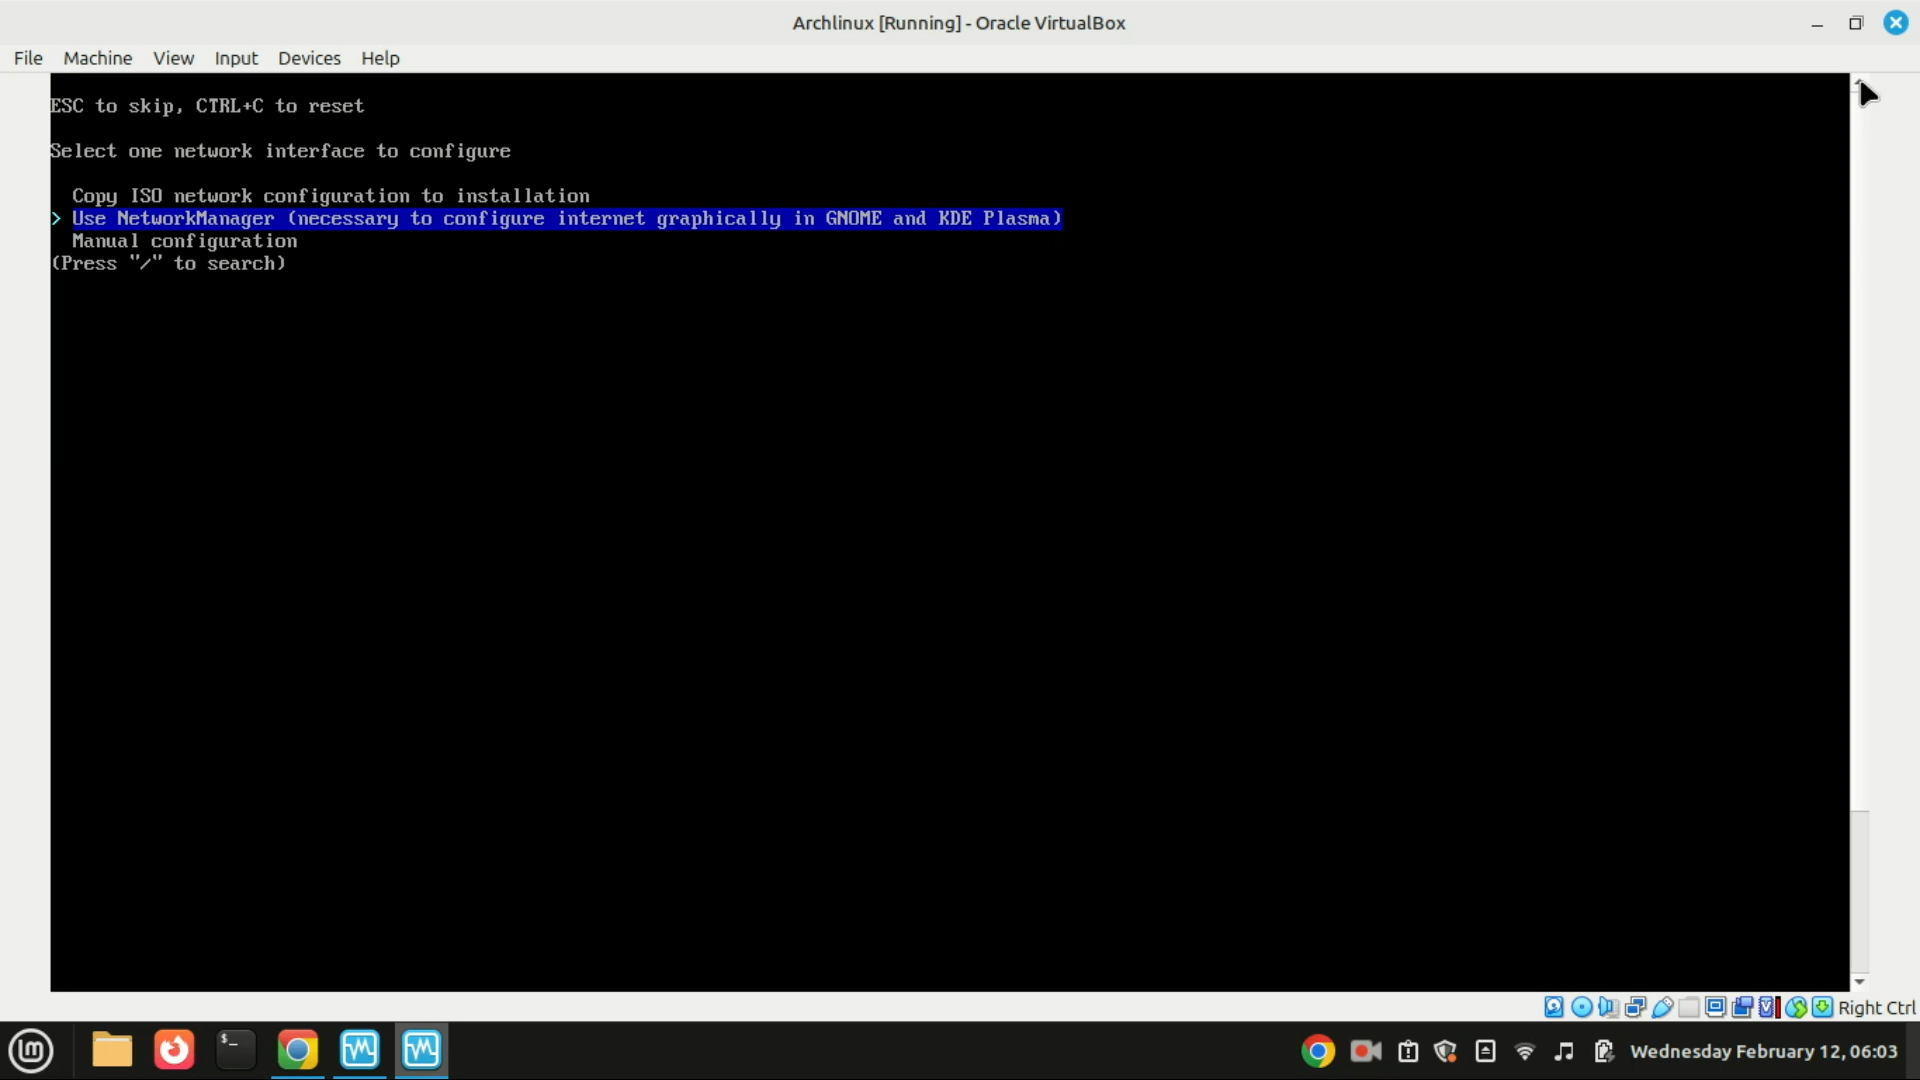 Archlinux [Running] - Oracle VirtualBox
File Machine View Input Devices Help
ESC to skip, CTRL+C to reset
Select one network interface to configure
Copy ISO network configuration to installation
> Use NetworkManager (necessary to configure internet graphically in GNOME and KDE Plasma)
Manual configuration
(Press "/" to search)
Right Ctrl
Wednesday February 12, 06:03